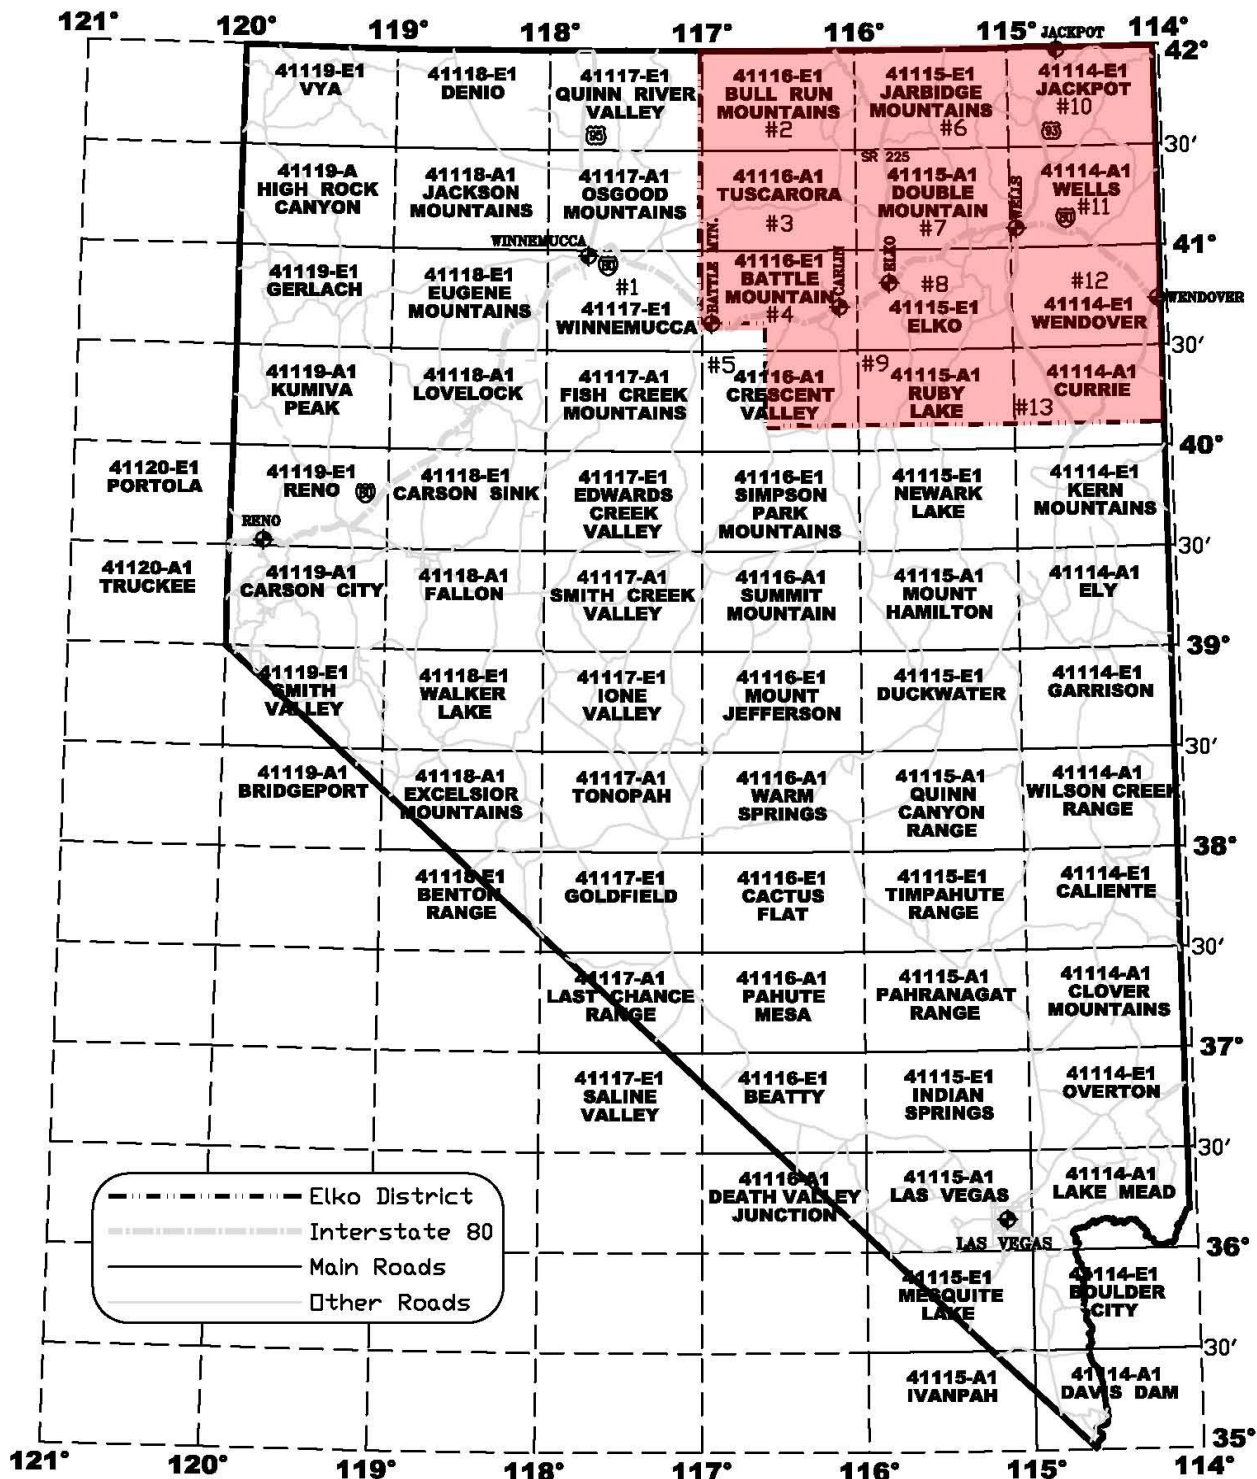 121°
120°
119°
118°
117°
116°
115°
114°
JACKPOT
42°
41119-E1
VYA
41118-E1
DENIO
41117-E1
QUINN RIVER
VALLEY
95
41116-E1
BULL RUN
MOUNTAINS
#2
41115-E1
JARBIDGE
MOUNTAINS
#6
41114-E1
JACKPOT
#10
93
30′
SR 225
41119-A
HIGH ROCK
CANYON
41118-A1
JACKSON
MOUNTAINS
41117-A1
OSGOOD
MOUNTAINS
41116-A1
TUSCARORA
#3
41115-A1
DOUBLE
MOUNTAIN
#7
WELLS
41114-A1
WELLS
#11
80
41°
WINNEMUCCA
80
BATTLE MTN.
CARLIN
ELKO
41119-E1
GERLACH
41118-E1
EUGENE
MOUNTAINS
#1
41117-E1
WINNEMUCCA
41116-E1
BATTLE
MOUNTAIN
#4
#8
41115-E1
ELKO
#12
41114-E1
WENDOVER
WENDOVER
30′
41119-A1
KUMIVA
PEAK
41118-A1
LOVELOCK
41117-A1
FISH CREEK
MOUNTAINS
#5
41116-A1
CRESCENT
VALLEY
#9
41115-A1
RUBY
LAKE
41114-A1
CURRIE
#13
40°
41120-E1
PORTOLA
41119-E1
RENO
80
RENO
41118-E1
CARSON SINK
41117-E1
EDWARDS
CREEK
VALLEY
41116-E1
SIMPSON
PARK
MOUNTAINS
41115-E1
NEWARK
LAKE
41114-E1
KERN
MOUNTAINS
30′
41120-A1
TRUCKEE
41119-A1
CARSON CITY
41118-A1
FALLON
41117-A1
SMITH CREEK
VALLEY
41116-A1
SUMMIT
MOUNTAIN
41115-A1
MOUNT
HAMILTON
41114-A1
ELY
39°
41119-E1
SMITH
VALLEY
41118-E1
WALKER
LAKE
41117-E1
IONE
VALLEY
41116-E1
MOUNT
JEFFERSON
41115-E1
DUCKWATER
41114-E1
GARRISON
30′
41119-A1
BRIDGEPORT
41118-A1
EXCELSIOR
MOUNTAINS
41117-A1
TONOPAH
41116-A1
WARM
SPRINGS
41115-A1
QUINN
CANYON
RANGE
41114-A1
WILSON CREEK
RANGE
38°
41118-E1
BENTON
RANGE
41117-E1
GOLDFIELD
41116-E1
CACTUS
FLAT
41115-E1
TIMPAHUTE
RANGE
41114-E1
CALIENTE
30′
41117-A1
LAST CHANCE
RANGE
41116-A1
PAHUTE
MESA
41115-A1
PAHRANAGAT
RANGE
41114-A1
CLOVER
MOUNTAINS
37°
41117-E1
SALINE
VALLEY
41116-E1
BEATTY
41115-E1
INDIAN
SPRINGS
41114-E1
OVERTON
30′
41116-A1
DEATH VALLEY
JUNCTION
41115-A1
LAS VEGAS
LAS VEGAS
41114-A1
LAKE MEAD
36°
41115-E1
MESQUITE
LAKE
41114-E1
BOULDER
CITY
30′
41115-A1
IVANPAH
41114-A1
DAVIS DAM
35°
Elko District
Interstate 80
Main Roads
Other Roads
121°
120°
119°
118°
117°
116°
115°
114°